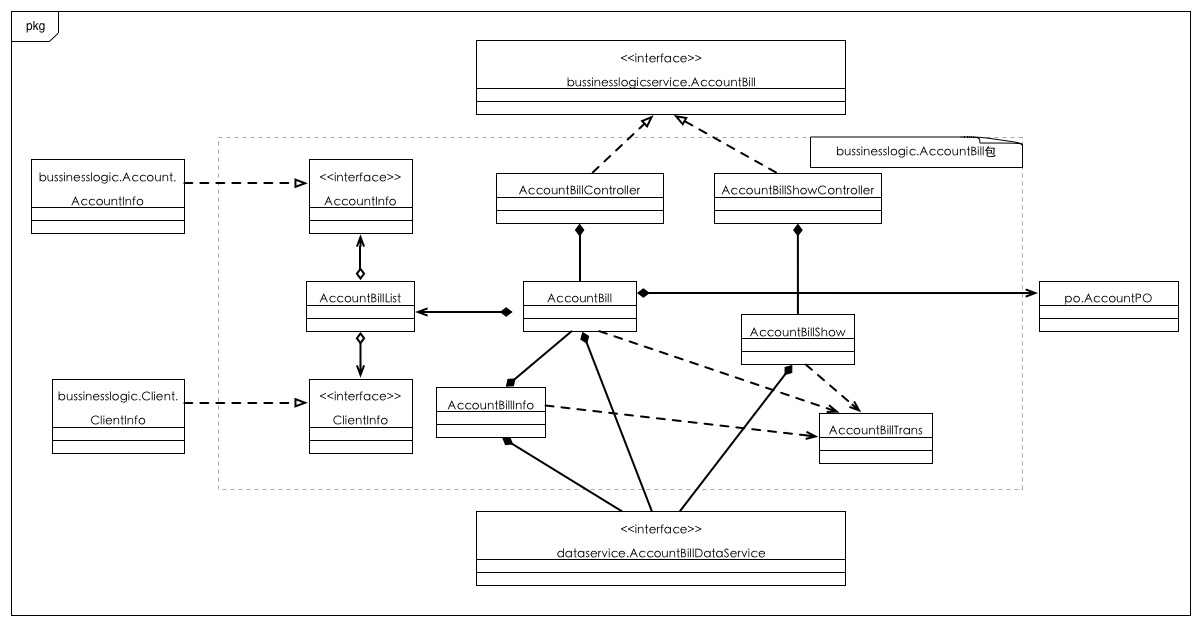 pkg
<<interface>>
bussinesslogicservice.AccountBill
bussinesslogic.AccountBill包
bussinesslogic.Account.
AccountInfo
<<interface>>
AccountInfo
AccountBillController
AccountBillShowController
AccountBillList
AccountBill
po.AccountPO
AccountBillShow
bussinesslogic.Client.
ClientInfo
<<interface>>
ClientInfo
AccountBillInfo
AccountBillTrans
<<interface>>
dataservice.AccountBillDataService